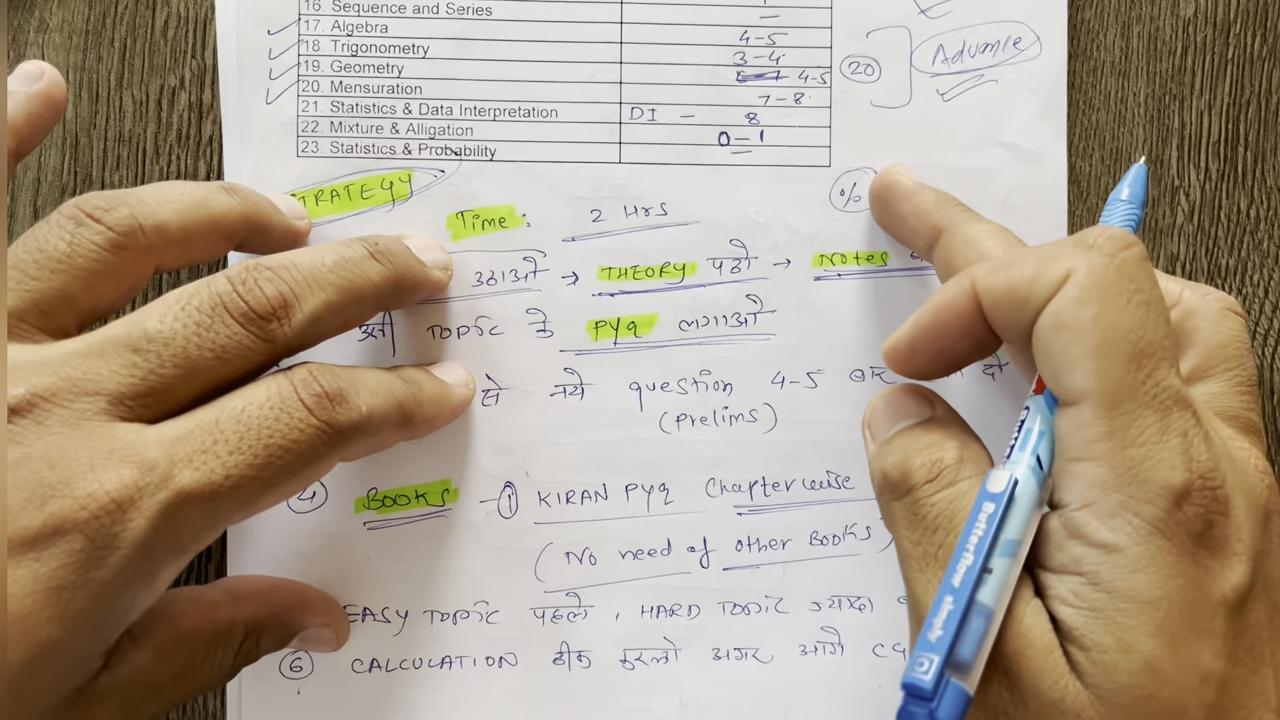 16. Sequence and Series —
17. Algebra 4-5
18. Trigonometry 3-4
19. Geometry 4-5
20. Mensuration 7-8
21. Statistics & Data Interpretation DI - 8
22. Mixture & Alligation 0-1
23. Statistics & Probability
20 Advance
TRATEGY
%
Time: 2 Hrs
उठाओ → THEORY पढो → Notes
उसी TOPIC के PYQ लगाओ
से नये question 4-5 दो
(Prelims)
4 BOOKS - 1 KIRAN PYQ Chapterwise
(No need of other Books)
EASY TOPIC पहले, HARD TOPIC ज्यादा
6 CALCULATION ठीक करलो अगर आगे
Butterflow simply